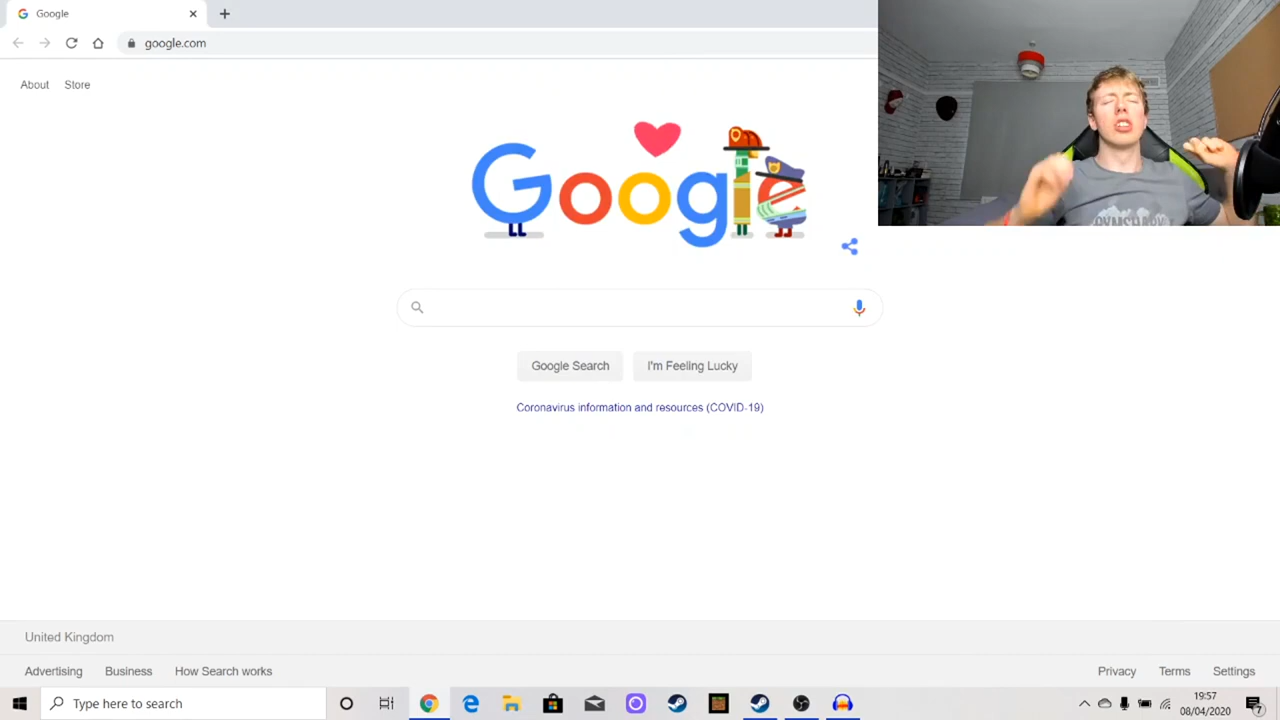 Google
google.com
About
Store
Google
Google Search
I'm Feeling Lucky
Coronavirus information and resources (COVID-19)
United Kingdom
Advertising
Business
How Search works
Privacy
Terms
Settings
Type here to search
19:57
08/04/2020
7